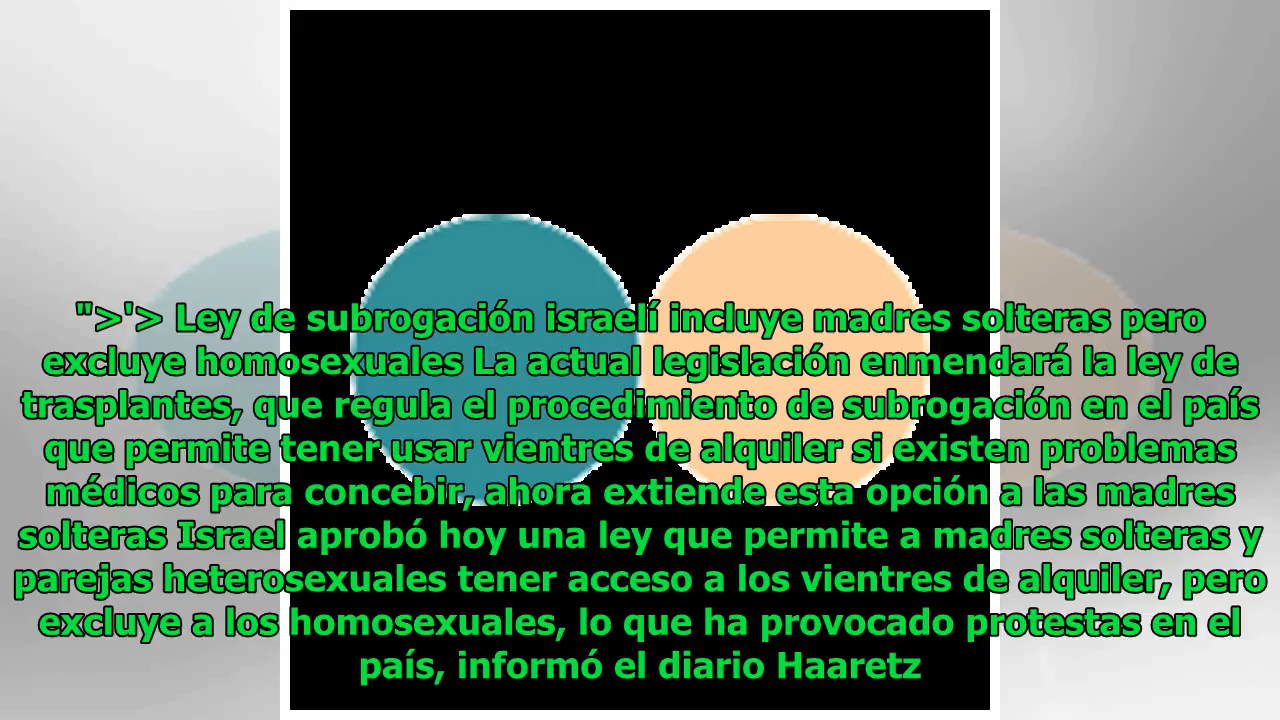 ">'> Ley de subrogación israelí incluye madres solteras pero
excluye homosexuales La actual legislación enmendará la ley de
trasplantes, que regula el procedimiento de subrogación en el país
que permite tener usar vientres de alquiler si existen problemas
médicos para concebir, ahora extiende esta opción a las madres
solteras Israel aprobó hoy una ley que permite a madres solteras y
parejas heterosexuales tener acceso a los vientres de alquiler, pero
excluye a los homosexuales, lo que ha provocado protestas en el
país, informó el diario Haaretz